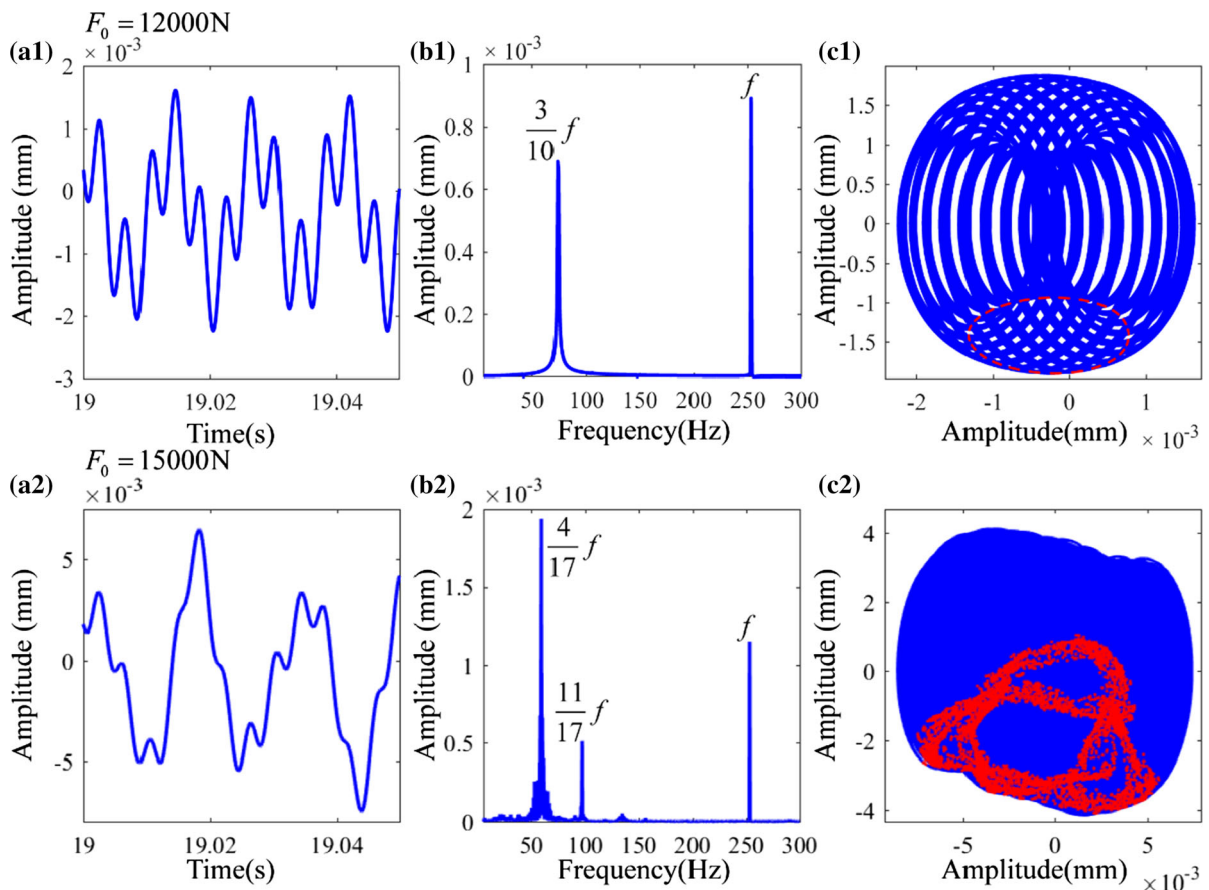 F₀ = 12000N
(a1)
× 10⁻³
Amplitude (mm)
2
1
0
-1
-2
-3
19
19.02
19.04
Time(s)
(b1)
× 10⁻³
Amplitude (mm)
1
0.8
0.6
0.4
0.2
0
3/10 f
f
50
100
150
200
250
300
Frequency(Hz)
(c1)
Amplitude (mm)
1.5
1
0.5
0
-0.5
-1
-1.5
-2
-1
0
1
Amplitude(mm)
× 10⁻³
F₀ = 15000N
(a2)
×10⁻³
Amplitude (mm)
5
0
-5
19
19.02
19.04
Time(s)
(b2)
×10⁻³
Amplitude (mm)
2
1.5
1
0.5
0
4/17 f
11/17 f
f
50
100
150
200
250
300
Frequency(Hz)
(c2)
Amplitude (mm)
4
2
0
-2
-4
-5
0
5
Amplitude(mm)
×10⁻³